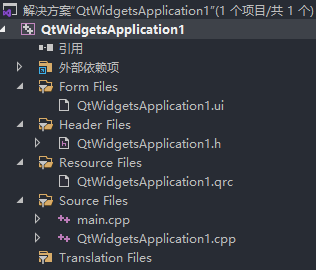 解决方案"QtWidgetsApplication1"(1 个项目/共 1 个)
QtWidgetsApplication1
引用
外部依赖项
Form Files
QtWidgetsApplication1.ui
Header Files
QtWidgetsApplication1.h
Resource Files
QtWidgetsApplication1.qrc
Source Files
main.cpp
QtWidgetsApplication1.cpp
Translation Files